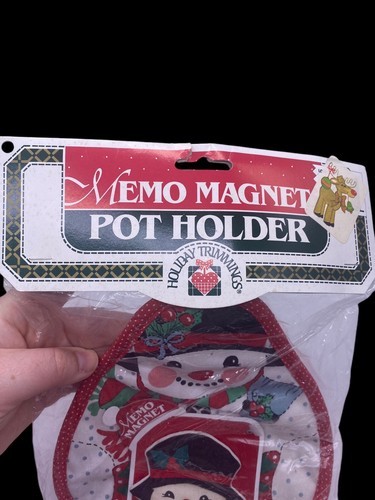 MEMO MAGNET
POT HOLDER
HOLIDAY TRIMMINGS®
MEMO
MAGNET